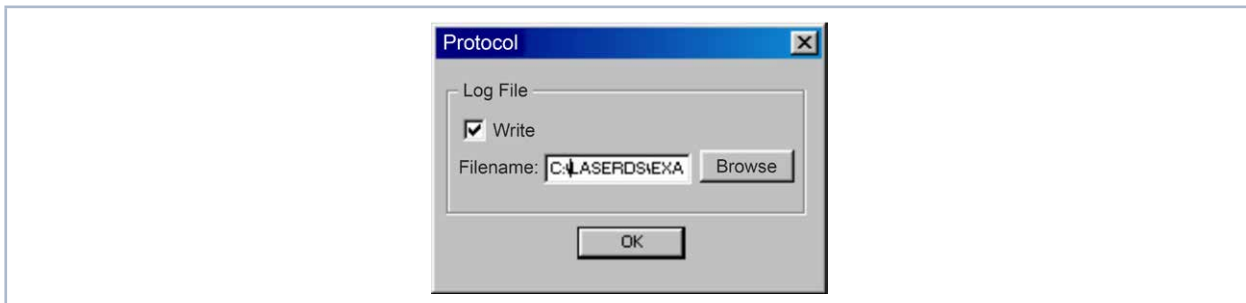 Protocol
Log File
Write
Filename: C:\LASERDS\EXA Browse
OK